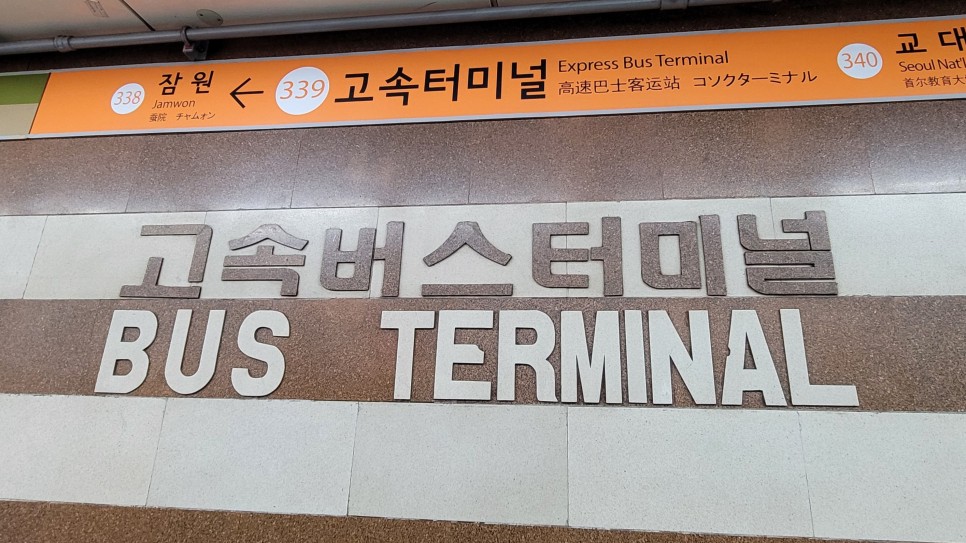 338 잠원 ← 339 고속터미널 Express Bus Terminal 340 교대
Jamwon 高速巴士客运站 コソクターミナル Seoul Nat'l
蚕院 チャムォン 首尔教育大
고속버스터미널
BUS TERMINAL